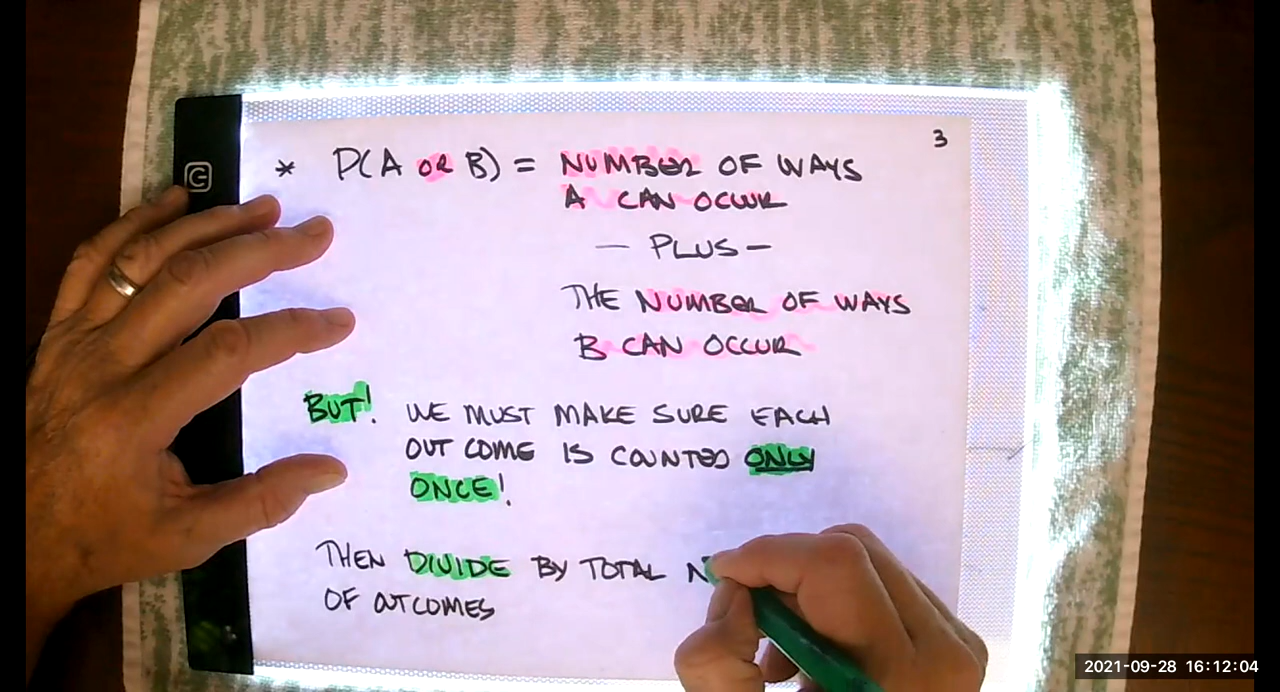 3
* P(A OR B) = NUMBER OF WAYS
A CAN OCCUR
— PLUS —
THE NUMBER OF WAYS
B CAN OCCUR
BUT! WE MUST MAKE SURE EACH
OUT COME IS COUNTED ONLY
ONCE!
THEN DIVIDE BY TOTAL
OF OUTCOMES
2021-09-28 16:12:04